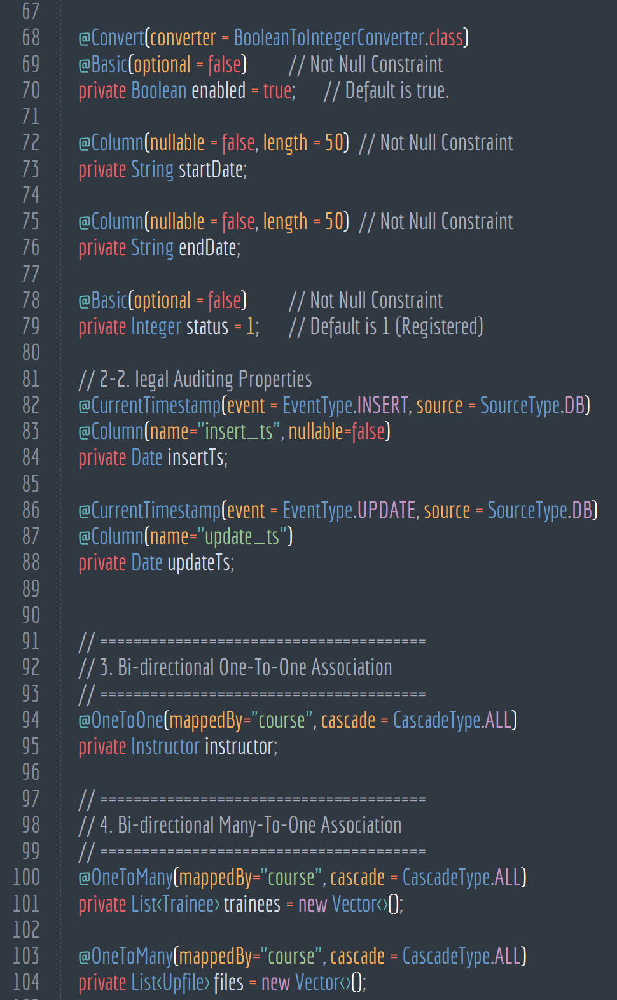 67
68 @Convert(converter = BooleanToIntegerConverter.class)
69 @Basic(optional = false) // Not Null Constraint
70 private Boolean enabled = true; // Default is true.
71
72 @Column(nullable = false, length = 50) // Not Null Constraint
73 private String startDate;
74
75 @Column(nullable = false, length = 50) // Not Null Constraint
76 private String endDate;
77
78 @Basic(optional = false) // Not Null Constraint
79 private Integer status = 1; // Default is 1 (Registered)
80
81 // 2-2. legal Auditing Properties
82 @CurrentTimestamp(event = EventType.INSERT, source = SourceType.DB)
83 @Column(name="insert_ts", nullable=false)
84 private Date insertTs;
85
86 @CurrentTimestamp(event = EventType.UPDATE, source = SourceType.DB)
87 @Column(name="update_ts")
88 private Date updateTs;
89
90
91 // =======================================
92 // 3. Bi-directional One-To-One Association
93 // =======================================
94 @OneToOne(mappedBy="course", cascade = CascadeType.ALL)
95 private Instructor instructor;
96
97 // =======================================
98 // 4. Bi-directional Many-To-One Association
99 // =======================================
100 @OneToMany(mappedBy="course", cascade = CascadeType.ALL)
101 private List<Trainee> trainees = new Vector<>();
102
103 @OneToMany(mappedBy="course", cascade = CascadeType.ALL)
104 private List<Upfile> files = new Vector<>();